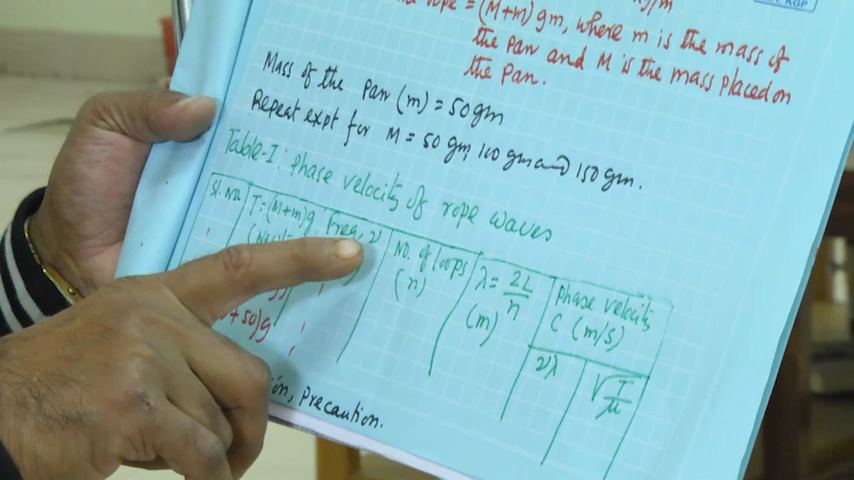 rope = (M+m) gm, where m is the mass of
the pan and M is the mass placed on
the pan.
Mass of the pan (m) = 50 gm
Repeat expt for M = 50 gm, 100 gm and 150 gm.
Table-I: Phase velocity of rope waves
Sl. no.
T = (M+m)g
Freq, ν
No. of loops
(n)
λ = 2L/n
(m)
Phase velocity
C (m/s)
νλ
√T/μ
+50)g
precaution.